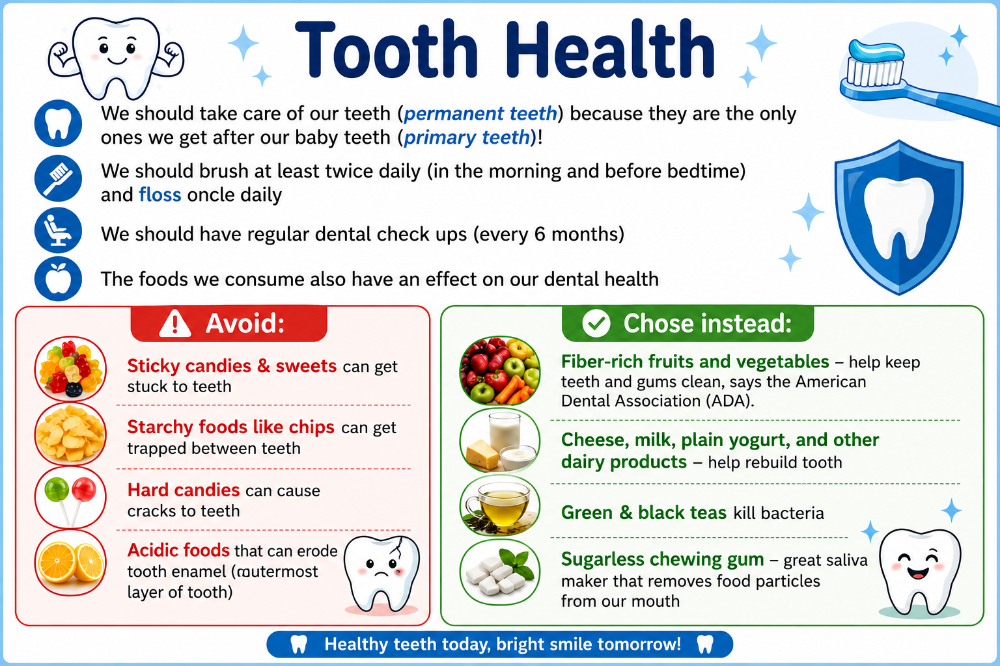 Tooth Health
We should take care of our teeth (permanent teeth) because they are the only
ones we get after our baby teeth (primary teeth)!
We should brush at least twice daily (in the morning and before bedtime)
and floss oncle daily
We should have regular dental check ups (every 6 months)
The foods we consume also have an effect on our dental health
Avoid:
Sticky candies & sweets can get
stuck to teeth
Starchy foods like chips can get
trapped between teeth
Hard candies can cause
cracks to teeth
Acidic foods that can erode
tooth enamel (
layer of tooth)
Chose instead:
Fiber-rich fruits and vegetables – help keep
teeth and gums clean, says the American
Dental Association (ADA).
Cheese, milk, plain yogurt, and other
dairy products – help rebuild tooth
Green & black teas kill bacteria
Sugarless chewing gum – great saliva
maker that removes food particles
from our mouth
Healthy teeth today, bright smile tomorrow!